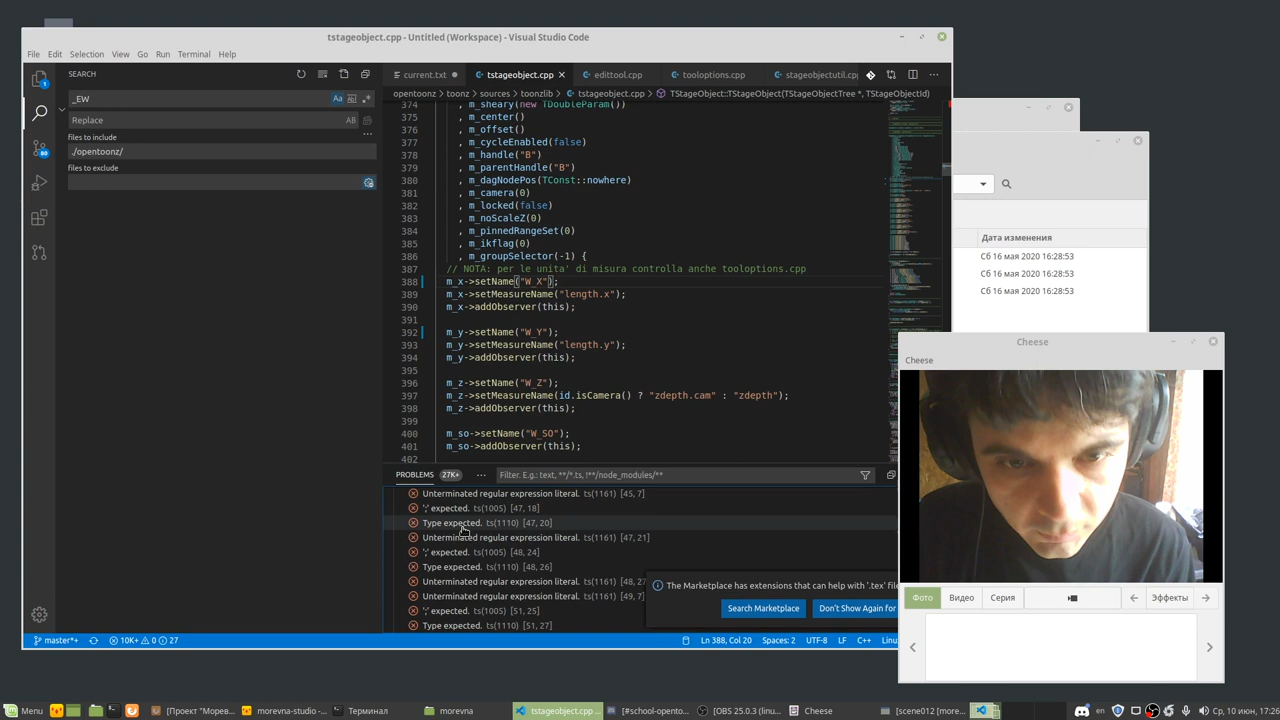 tstageobject.cpp - Untitled (Workspace) - Visual Studio Code
File Edit Selection View Go Run Terminal Help
SEARCH
current.txt
tstageobject.cpp
edittool.cpp
tooloptions.cpp
stageobjectutil.cpp
opentoonz > toonz > sources > toonzlib > tstageobject.cpp > TStageObject::TStageObject(TStageObjectTree *, TStageObjectId)
_EW
Aa
Replace
AB
files to include
./opentoonz/
files to exclude
1
80
374 , m_sheary(new TDoubleParam())
375 , m_center()
376 , m_offset()
377 , m_cycleEnabled(false)
378 , m_handle("B")
379 , m_parentHandle("B")
380 , m_dagNodePos(TConst::nowhere)
381 , m_camera(0)
382 , m_locked(false)
383 , m_noScaleZ(0)
384 , m_pinnedRangeSet(0)
385 , m_ikflag(0)
386 , m_groupSelector(-1) {
387 // NOTA: per le unita' di misura controlla anche tooloptions.cpp
388 m_x->setName("W_X");
389 m_x->setMeasureName("length.x");
390 m_x->addObserver(this);
391
392 m_y->setName("W_Y");
393 m_y->setMeasureName("length.y");
394 m_y->addObserver(this);
395
396 m_z->setName("W_Z");
397 m_z->setMeasureName(id.isCamera() ? "zdepth.cam" : "zdepth");
398 m_z->addObserver(this);
399
400 m_so->setName("W_SO");
401 m_so->addObserver(this);
402
PROBLEMS 27K+ ... Filter. E.g.: text, **/*.ts, !**/node_modules/**
Unterminated regular expression literal. ts(1161) [45, 7]
';' expected. ts(1005) [47, 18]
Type expected. ts(1110) [47, 20]
Unterminated regular expression literal. ts(1161) [47, 21]
';' expected. ts(1005) [48, 24]
Type expected. ts(1110) [48, 26]
Unterminated regular expression literal. ts(1161) [48, 27
Unterminated regular expression literal. ts(1161) [49, 7]
';' expected. ts(1005) [51, 25]
Type expected. ts(1110) [51, 27]
The Marketplace has extensions that can help with '.tex' file
Search Marketplace
Don't Show Again for
master*+ 10K+ 0 27
Ln 388, Col 20 Spaces: 2 UTF-8 LF C++ Linu
Дата изменения
Сб 16 мая 2020 16:28:53
Сб 16 мая 2020 16:28:53
Сб 16 мая 2020 16:28:53
Cheese
Cheese
Фото Видео Серия Эффекты
Menu
[Проект "Морев...
morevna-studio -...
Терминал
morevna
tstageobject.cpp ...
[#school-opento...
[OBS 25.0.3 (linu...
Cheese
[scene012 [more...
en
Ср, 10 июн, 17:26